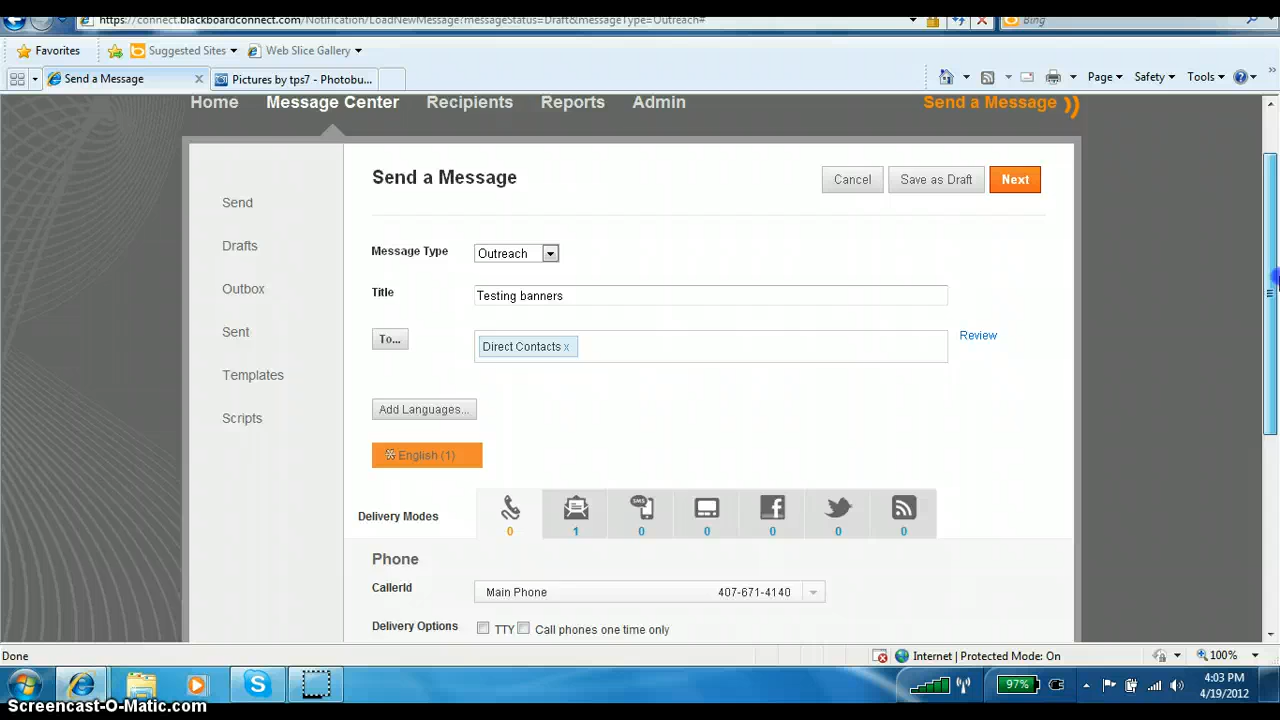 https://connect.blackboardconnect.com/Notification/LoadNewMessage?messageStatus=Draft&messageType=Outreach#
Bing
Favorites
Suggested Sites
Web Slice Gallery
Send a Message
Pictures by tps7 - Photobu...
Page
Safety
Tools
Home
Message Center
Recipients
Reports
Admin
Send a Message
Send
Drafts
Outbox
Sent
Templates
Scripts
Send a Message
Cancel
Save as Draft
Next
Message Type
Outreach
Title
Testing banners
To...
Direct Contacts x
Review
Add Languages...
English (1)
Delivery Modes
SMS
0
1
0
0
0
0
0
Phone
CallerId
Main Phone
407-671-4140
Delivery Options
TTY
Call phones one time only
Done
Internet | Protected Mode: On
100%
97%
4:03 PM
4/19/2012
Screencast-O-Matic.com